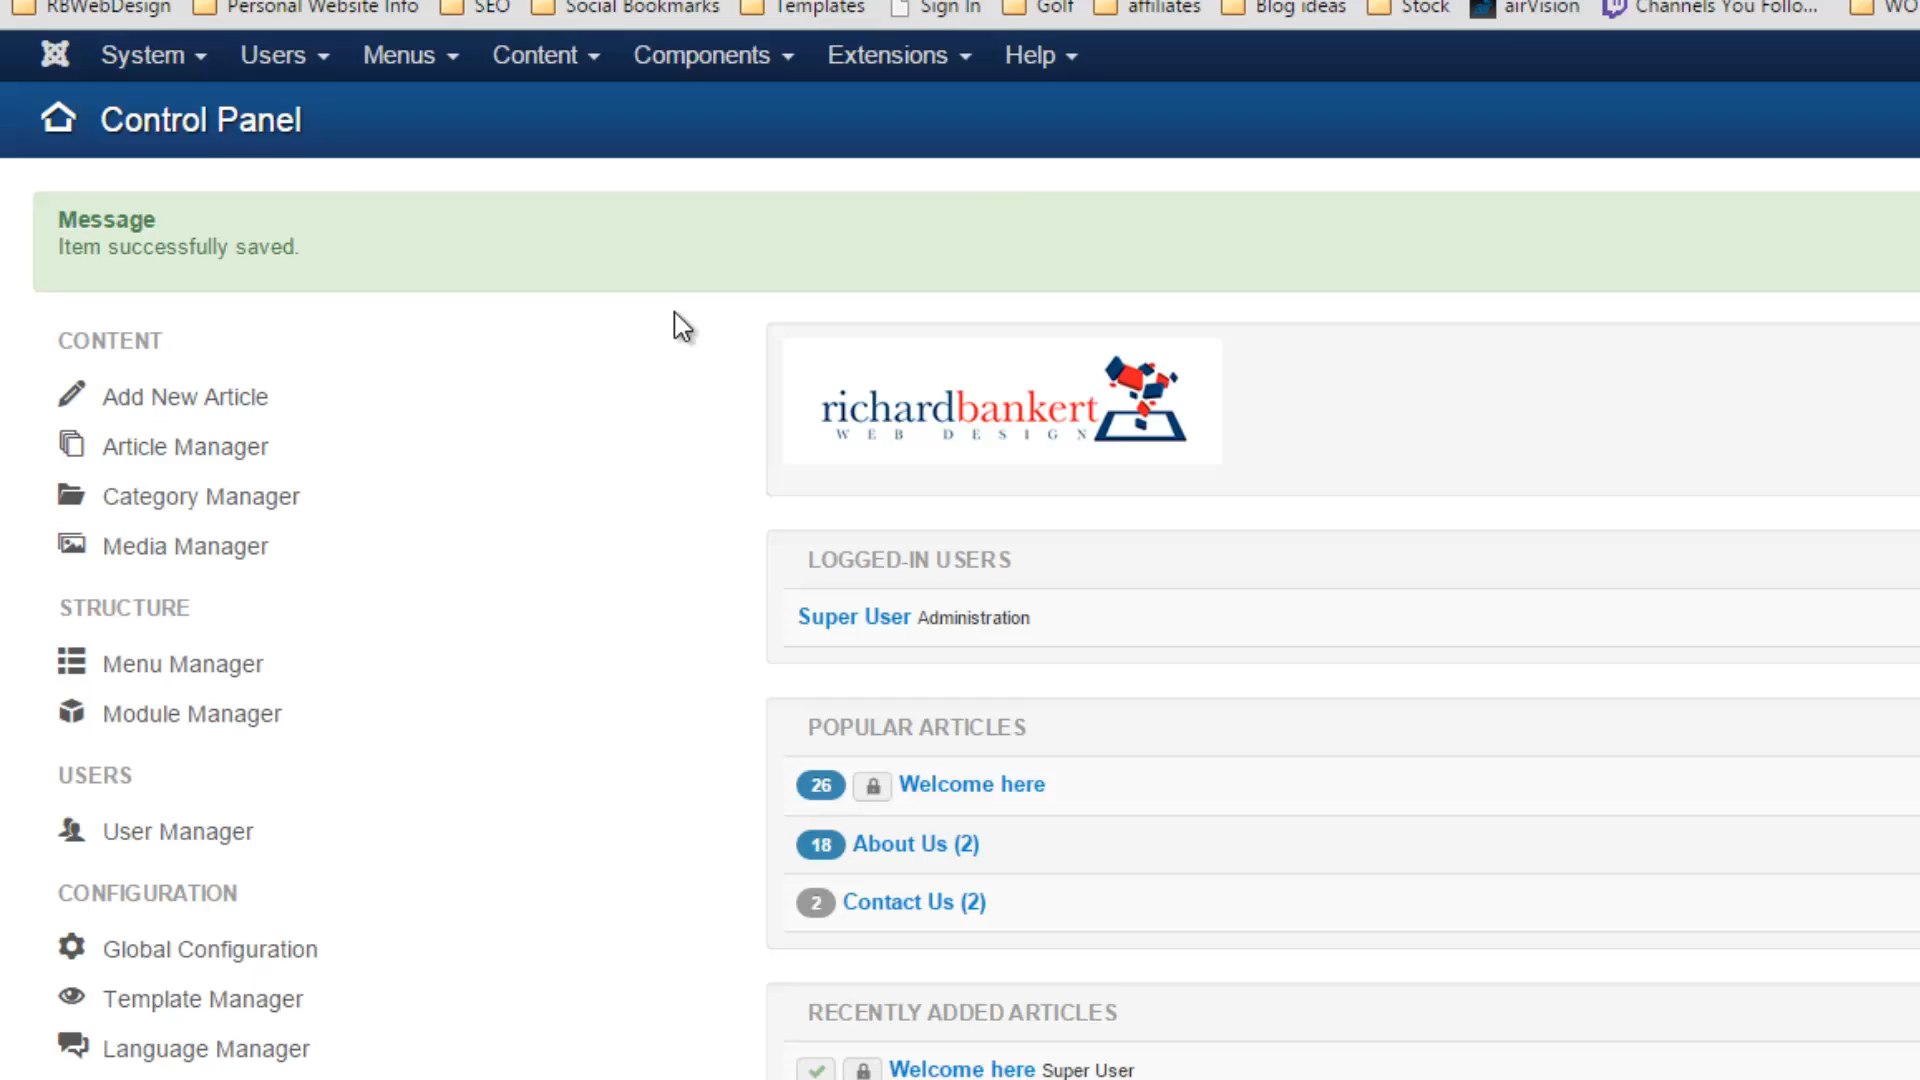 RBWebDesign Personal Website Info SEO Social Bookmarks Templates Sign In Golf affiliates Blog ideas Stock airVision Channels You Follo... WO
System Users Menus Content Components Extensions Help
Control Panel
Message
Item successfully saved.
CONTENT
Add New Article
Article Manager
Category Manager
Media Manager
STRUCTURE
Menu Manager
Module Manager
USERS
User Manager
CONFIGURATION
Global Configuration
Template Manager
Language Manager
richardbankert
WEB DESIGN
LOGGED-IN USERS
Super User Administration
POPULAR ARTICLES
26 Welcome here
18 About Us (2)
2 Contact Us (2)
RECENTLY ADDED ARTICLES
Welcome here Super User